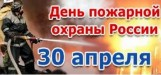 День пожарной
охраны России
30 апреля